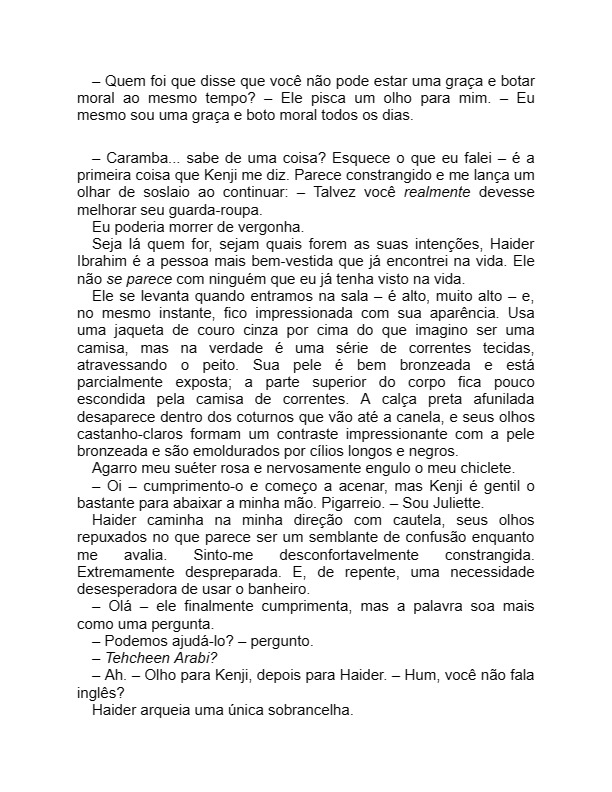 – Quem foi que disse que você não pode estar uma graça e botar
moral ao mesmo tempo? – Ele pisca um olho para mim. – Eu
mesmo sou uma graça e boto moral todos os dias.
– Caramba... sabe de uma coisa? Esquece o que eu falei – é a
primeira coisa que Kenji me diz. Parece constrangido e me lança um
olhar de soslaio ao continuar: – Talvez você realmente devesse
melhorar seu guarda-roupa.
Eu poderia morrer de vergonha.
Seja lá quem for, sejam quais forem as suas intenções, Haider
Ibrahim é a pessoa mais bem-vestida que já encontrei na vida. Ele
não se parece com ninguém que eu já tenha visto na vida.
Ele se levanta quando entramos na sala – é alto, muito alto – e,
no mesmo instante, fico impressionada com sua aparência. Usa
uma jaqueta de couro cinza por cima do que imagino ser uma
camisa, mas na verdade é uma série de correntes tecidas,
atravessando o peito. Sua pele é bem bronzeada e está
parcialmente exposta; a parte superior do corpo fica pouco
escondida pela camisa de correntes. A calça preta afunilada
desaparece dentro dos coturnos que vão até a canela, e seus olhos
castanho-claros formam um contraste impressionante com a pele
bronzeada e são emoldurados por cílios longos e negros.
Agarro meu suéter rosa e nervosamente engulo o meu chiclete.
– Oi – cumprimento-o e começo a acenar, mas Kenji é gentil o
bastante para abaixar a minha mão. Pigarreio. – Sou Juliette.
Haider caminha na minha direção com cautela, seus olhos
repuxados no que parece ser um semblante de confusão enquanto
me avalia. Sinto-me desconfortavelmente constrangida.
Extremamente despreparada. E, de repente, uma necessidade
desesperadora de usar o banheiro.
– Olá – ele finalmente cumprimenta, mas a palavra soa mais
como uma pergunta.
– Podemos ajudá-lo? – pergunto.
– Tehcheen Arabi?
– Ah. – Olho para Kenji, depois para Haider. – Hum, você não fala
inglês?
Haider arqueia uma única sobrancelha.